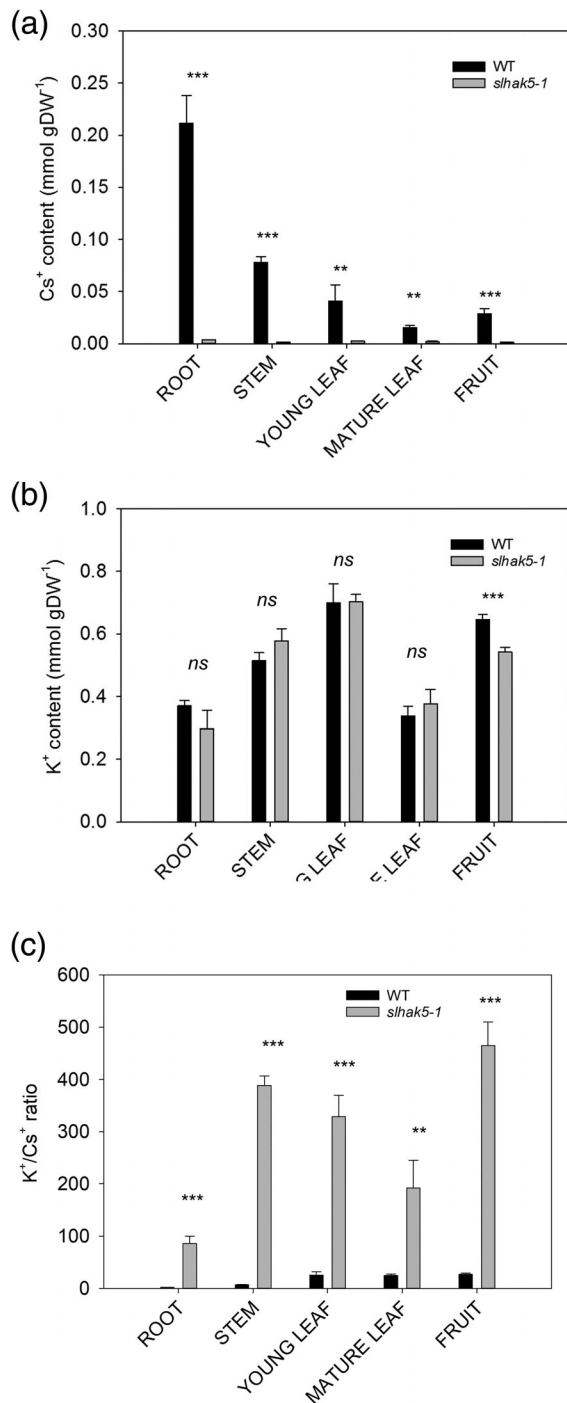 (a)
Cs⁺ content (mmol gDW⁻¹)
0.30
0.25
0.20
0.15
0.10
0.05
0.00
WT
slhak5-1
***
***
**
**
***
ROOT
STEM
YOUNG LEAF
MATURE LEAF
FRUIT
(b)
K⁺ content (mmol gDW⁻¹)
1.0
0.8
0.6
0.4
0.2
0.0
WT
slhak5-1
ns
ns
ns
ns
***
ROOT
STEM
G LEAF
E LEAF
FRUIT
(c)
K⁺/Cs⁺ ratio
600
500
400
300
200
100
0
WT
slhak5-1
***
***
***
**
***
ROOT
STEM
YOUNG LEAF
MATURE LEAF
FRUIT